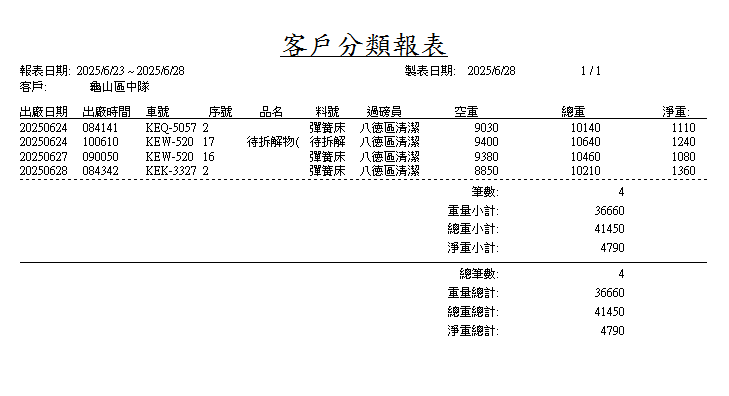 客戶分類報表
報表日期: 2025/6/23 ~ 2025/6/28 製表日期: 2025/6/28 1 / 1
客戶: 龜山區中隊
出廠日期 出廠時間 車號 序號 品名 料號 過磅員 空重 總重 淨重:
20250624 084141 KEQ-5057 2 彈簧床 八德區清潔 9030 10140 1110
20250624 100610 KEW-520 17 待拆解物( 待拆解 八德區清潔 9400 10640 1240
20250627 090050 KEW-520 16 彈簧床 八德區清潔 9380 10460 1080
20250628 084342 KEK-3327 2 彈簧床 八德區清潔 8850 10210 1360
筆數: 4
重量小計: 36660
總重小計: 41450
淨重小計: 4790
總筆數: 4
重量總計: 36660
總重總計: 41450
淨重總計: 4790